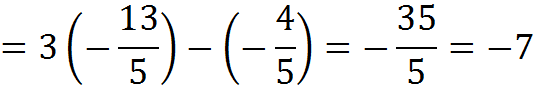 = 3(−13/5) − (−4/5) = −35/5 = −7